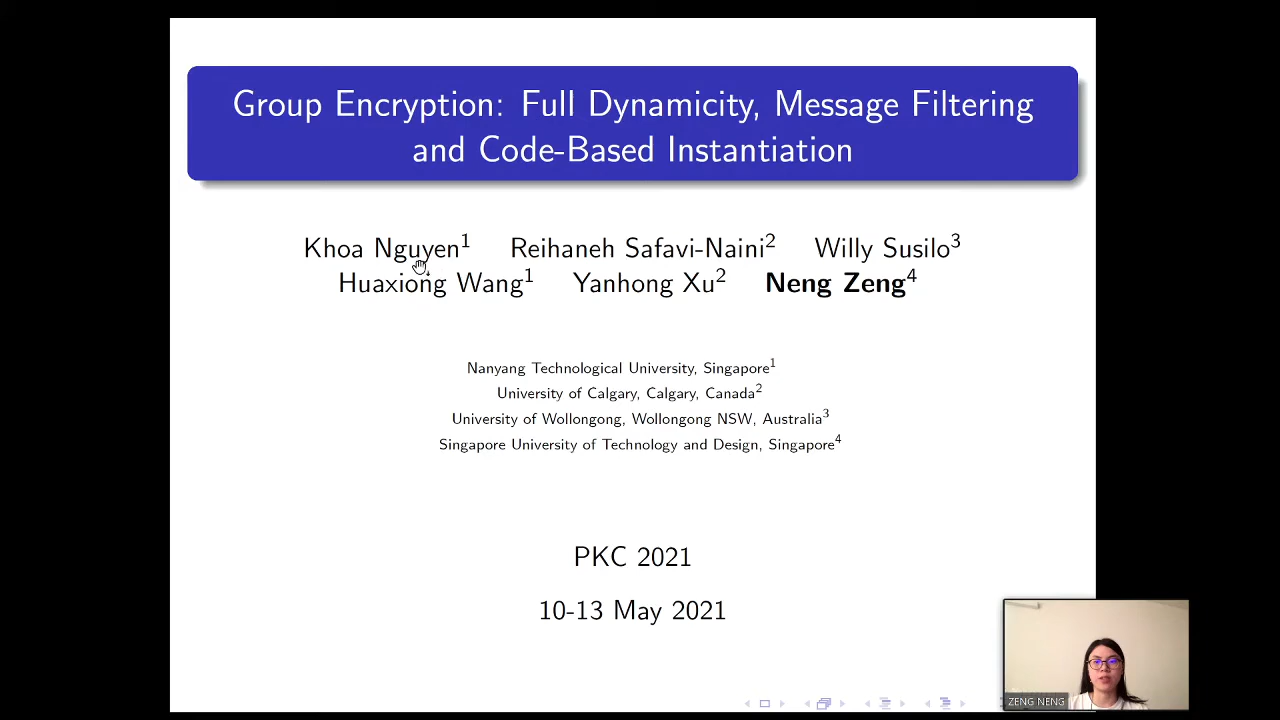 Group Encryption: Full Dynamicity, Message Filtering
and Code-Based Instantiation
Khoa Nguyen¹ Reihaneh Safavi-Naini² Willy Susilo³
Huaxiong Wang¹ Yanhong Xu² Neng Zeng⁴
Nanyang Technological University, Singapore¹
University of Calgary, Calgary, Canada²
University of Wollongong, Wollongong NSW, Australia³
Singapore University of Technology and Design, Singapore⁴
PKC 2021
10-13 May 2021
ZENG NENG